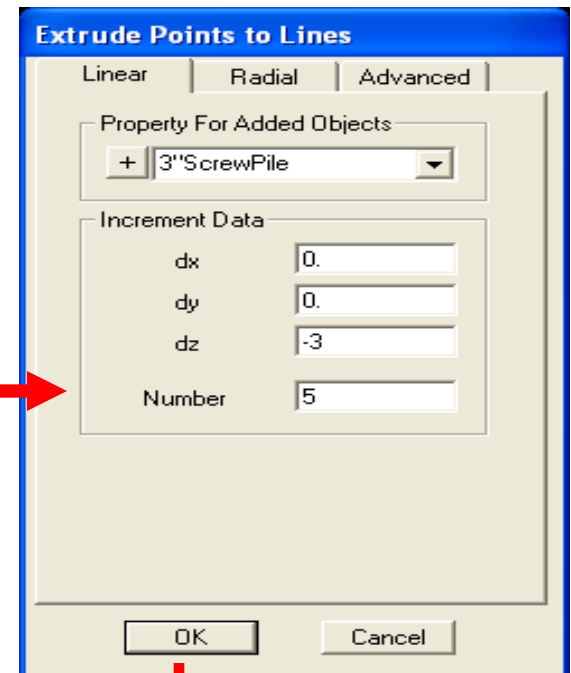 Extrude Points to Lines
Linear Radial Advanced
Property For Added Objects
+ 3"ScrewPile
Increment Data
dx 0.
dy 0.
dz -3
Number 5
OK Cancel